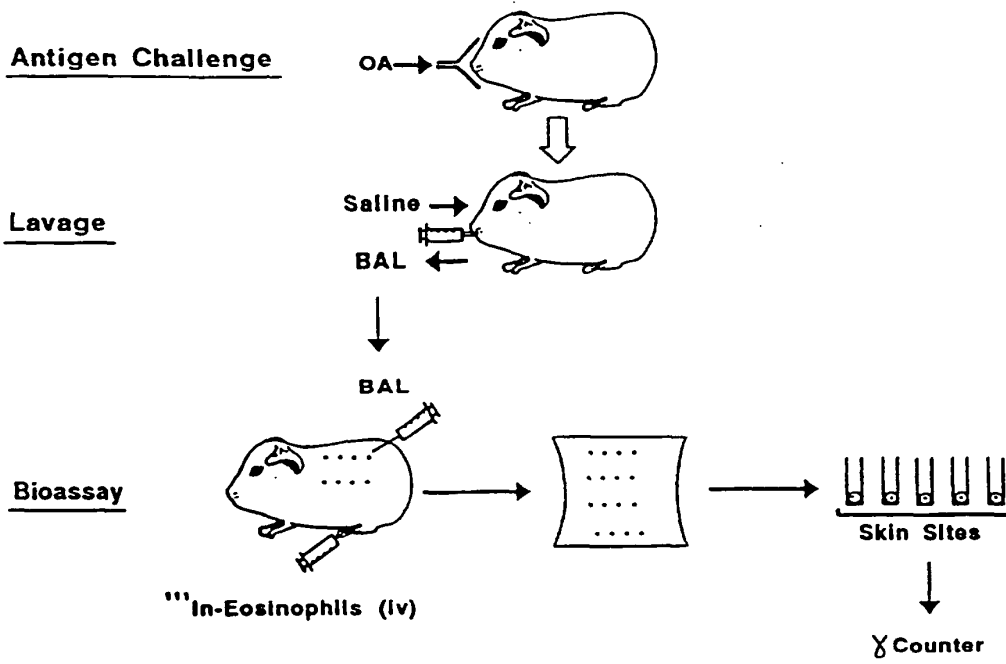 Antigen Challenge
OA
Saline
Lavage
BAL
BAL
Bioassay
Skin Sites
¹¹¹In-Eosinophils (iv)
γ Counter